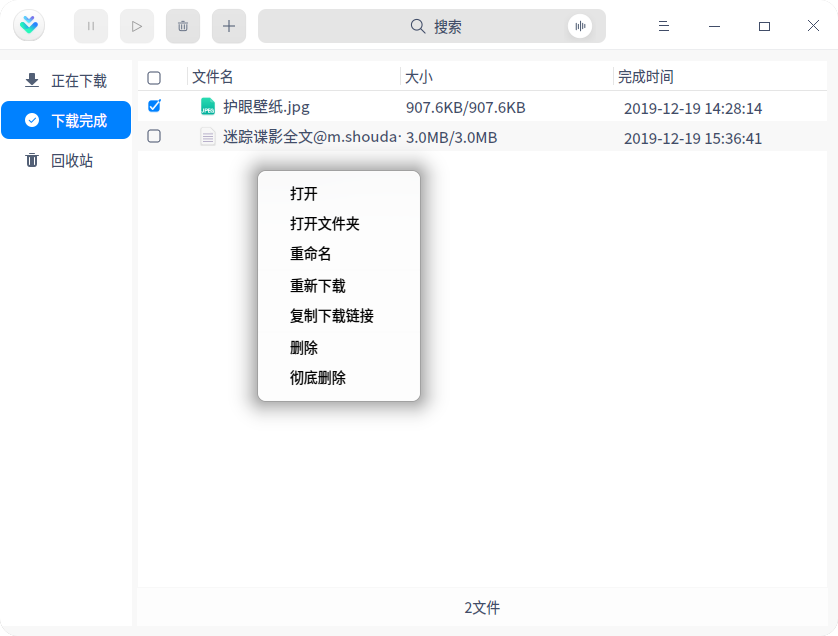 搜索
正在下载
下载完成
回收站
文件名 大小 完成时间
护眼壁纸.jpg 907.6KB/907.6KB 2019-12-19 14:28:14
迷踪谍影全文@m.shouda· 3.0MB/3.0MB 2019-12-19 15:36:41
打开
打开文件夹
重命名
重新下载
复制下载链接
删除
彻底删除
2文件